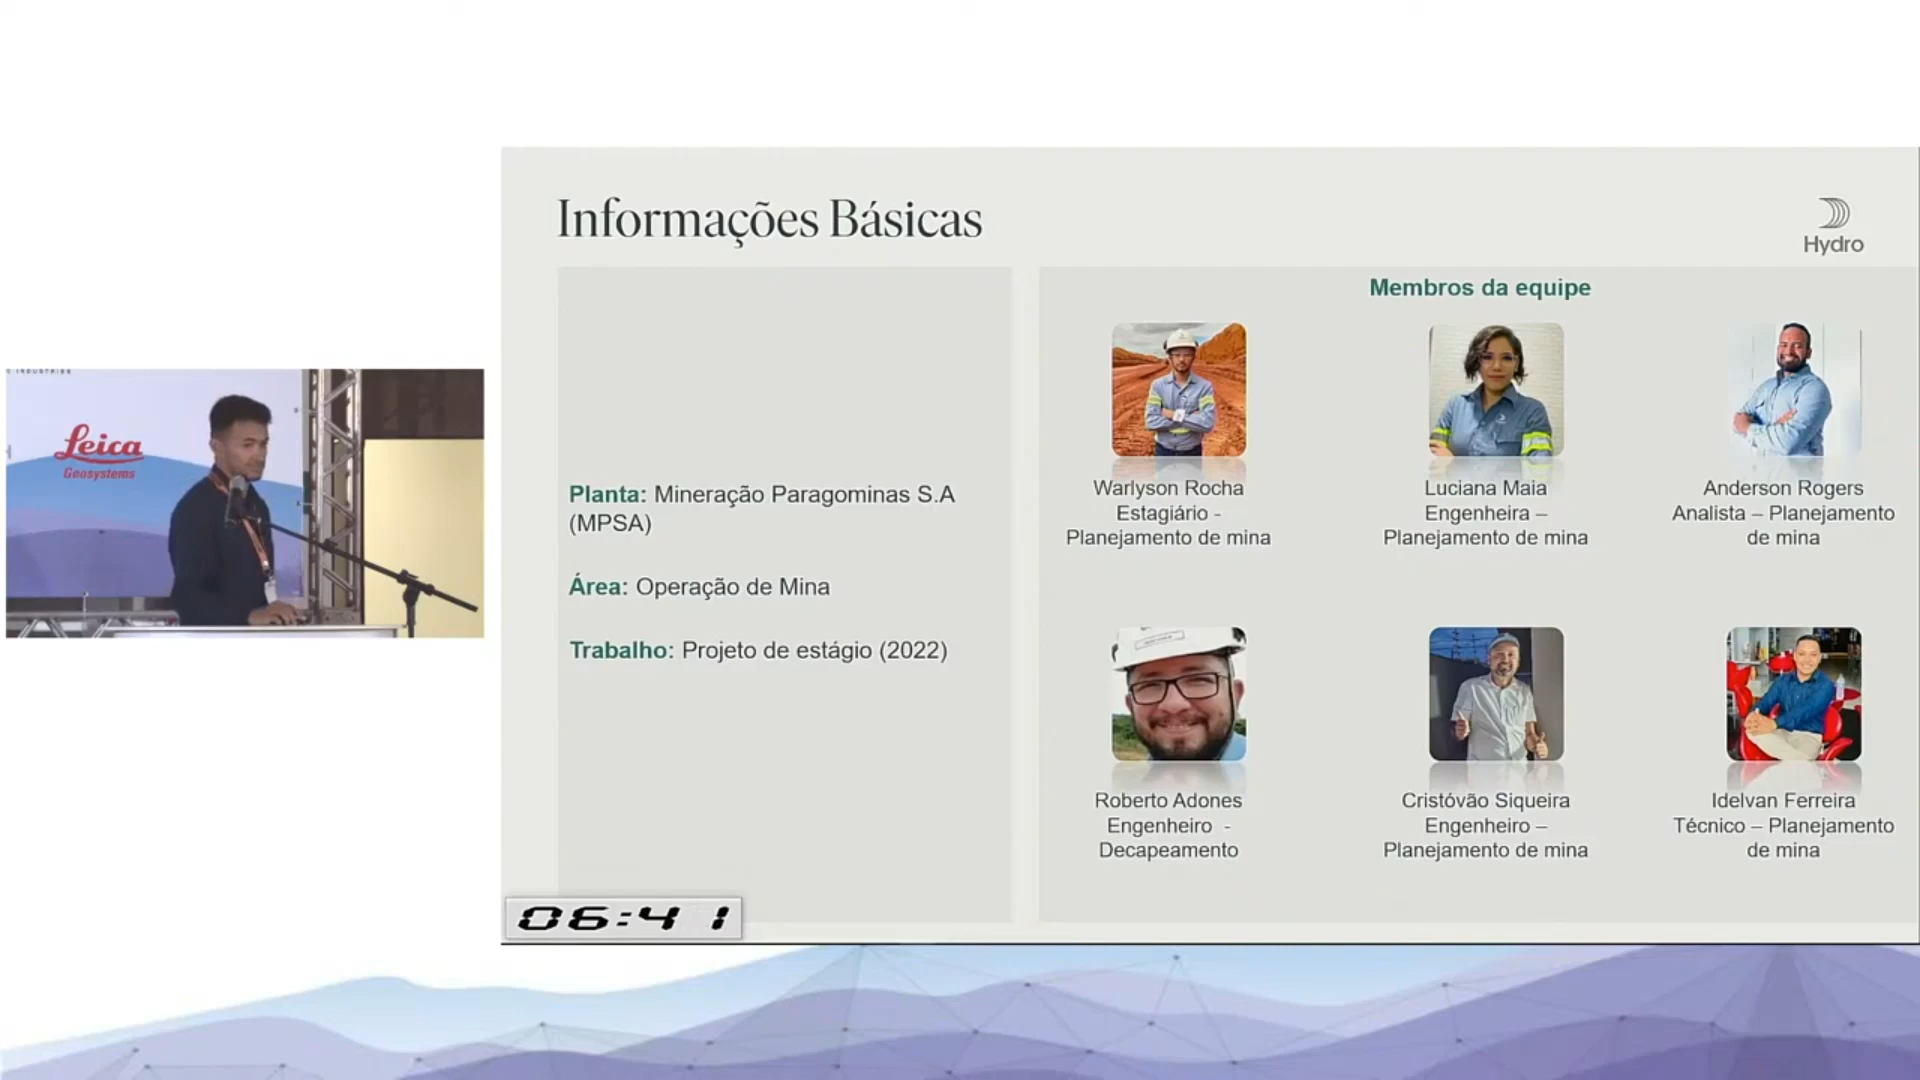 Informações Básicas
Hydro
Membros da equipe
Planta: Mineração Paragominas S.A
(MPSA)
Área: Operação de Mina
Trabalho: Projeto de estágio (2022)
Warlyson Rocha
Estagiário -
Planejamento de mina
Luciana Maia
Engenheira –
Planejamento de mina
Anderson Rogers
Analista – Planejamento
de mina
Roberto Adones
Engenheiro -
Decapeamento
Cristóvão Siqueira
Engenheiro –
Planejamento de mina
Idelvan Ferreira
Técnico – Planejamento
de mina
06:41
INDUSTRIES
Leica
Geosystems